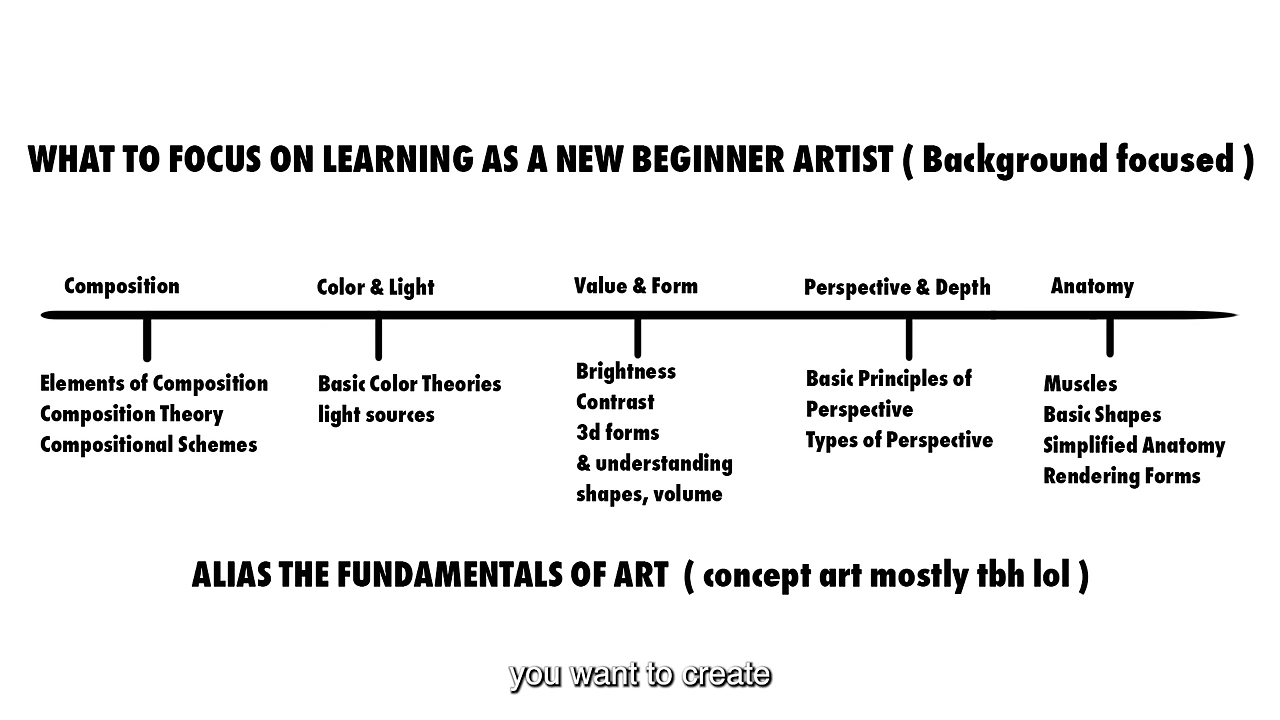 WHAT TO FOCUS ON LEARNING AS A NEW BEGINNER ARTIST ( Background focused )
Composition
Elements of Composition
Composition Theory
Compositional Schemes
Color & Light
Basic Color Theories
light sources
Value & Form
Brightness
Contrast
3d forms
& understanding
shapes, volume
Perspective & Depth
Basic Principles of
Perspective
Types of Perspective
Anatomy
Muscles
Basic Shapes
Simplified Anatomy
Rendering Forms
ALIAS THE FUNDAMENTALS OF ART ( concept art mostly tbh lol )
you want to create